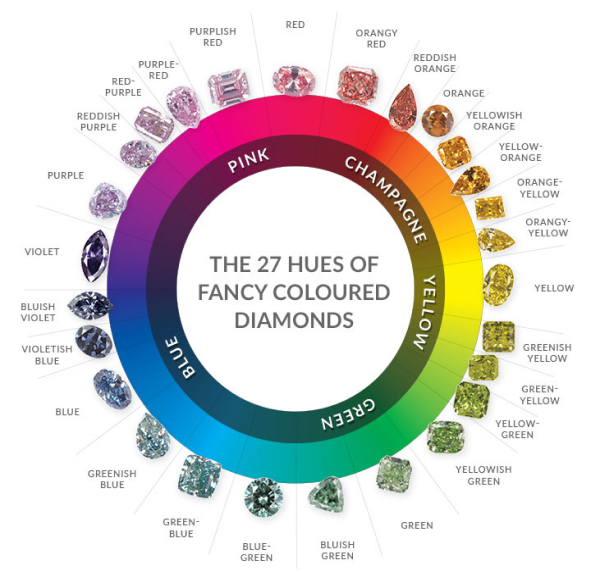 RED
ORANGY
RED
REDDISH
ORANGE
ORANGE
YELLOWISH
ORANGE
YELLOW-
ORANGE
ORANGE-
YELLOW
ORANGY-
YELLOW
YELLOW
GREENISH
YELLOW
GREEN-
YELLOW
YELLOW-
GREEN
YELLOWISH
GREEN
GREEN
BLUISH
GREEN
BLUE-
GREEN
GREEN-
BLUE
GREENISH
BLUE
BLUE
VIOLETISH
BLUE
BLUISH
VIOLET
VIOLET
PURPLE
REDDISH
PURPLE
RED-
PURPLE
PURPLE-
RED
PURPLISH
RED
PINK
CHAMPAGNE
YELLOW
GREEN
BLUE
THE 27 HUES OF
FANCY COLOURED
DIAMONDS